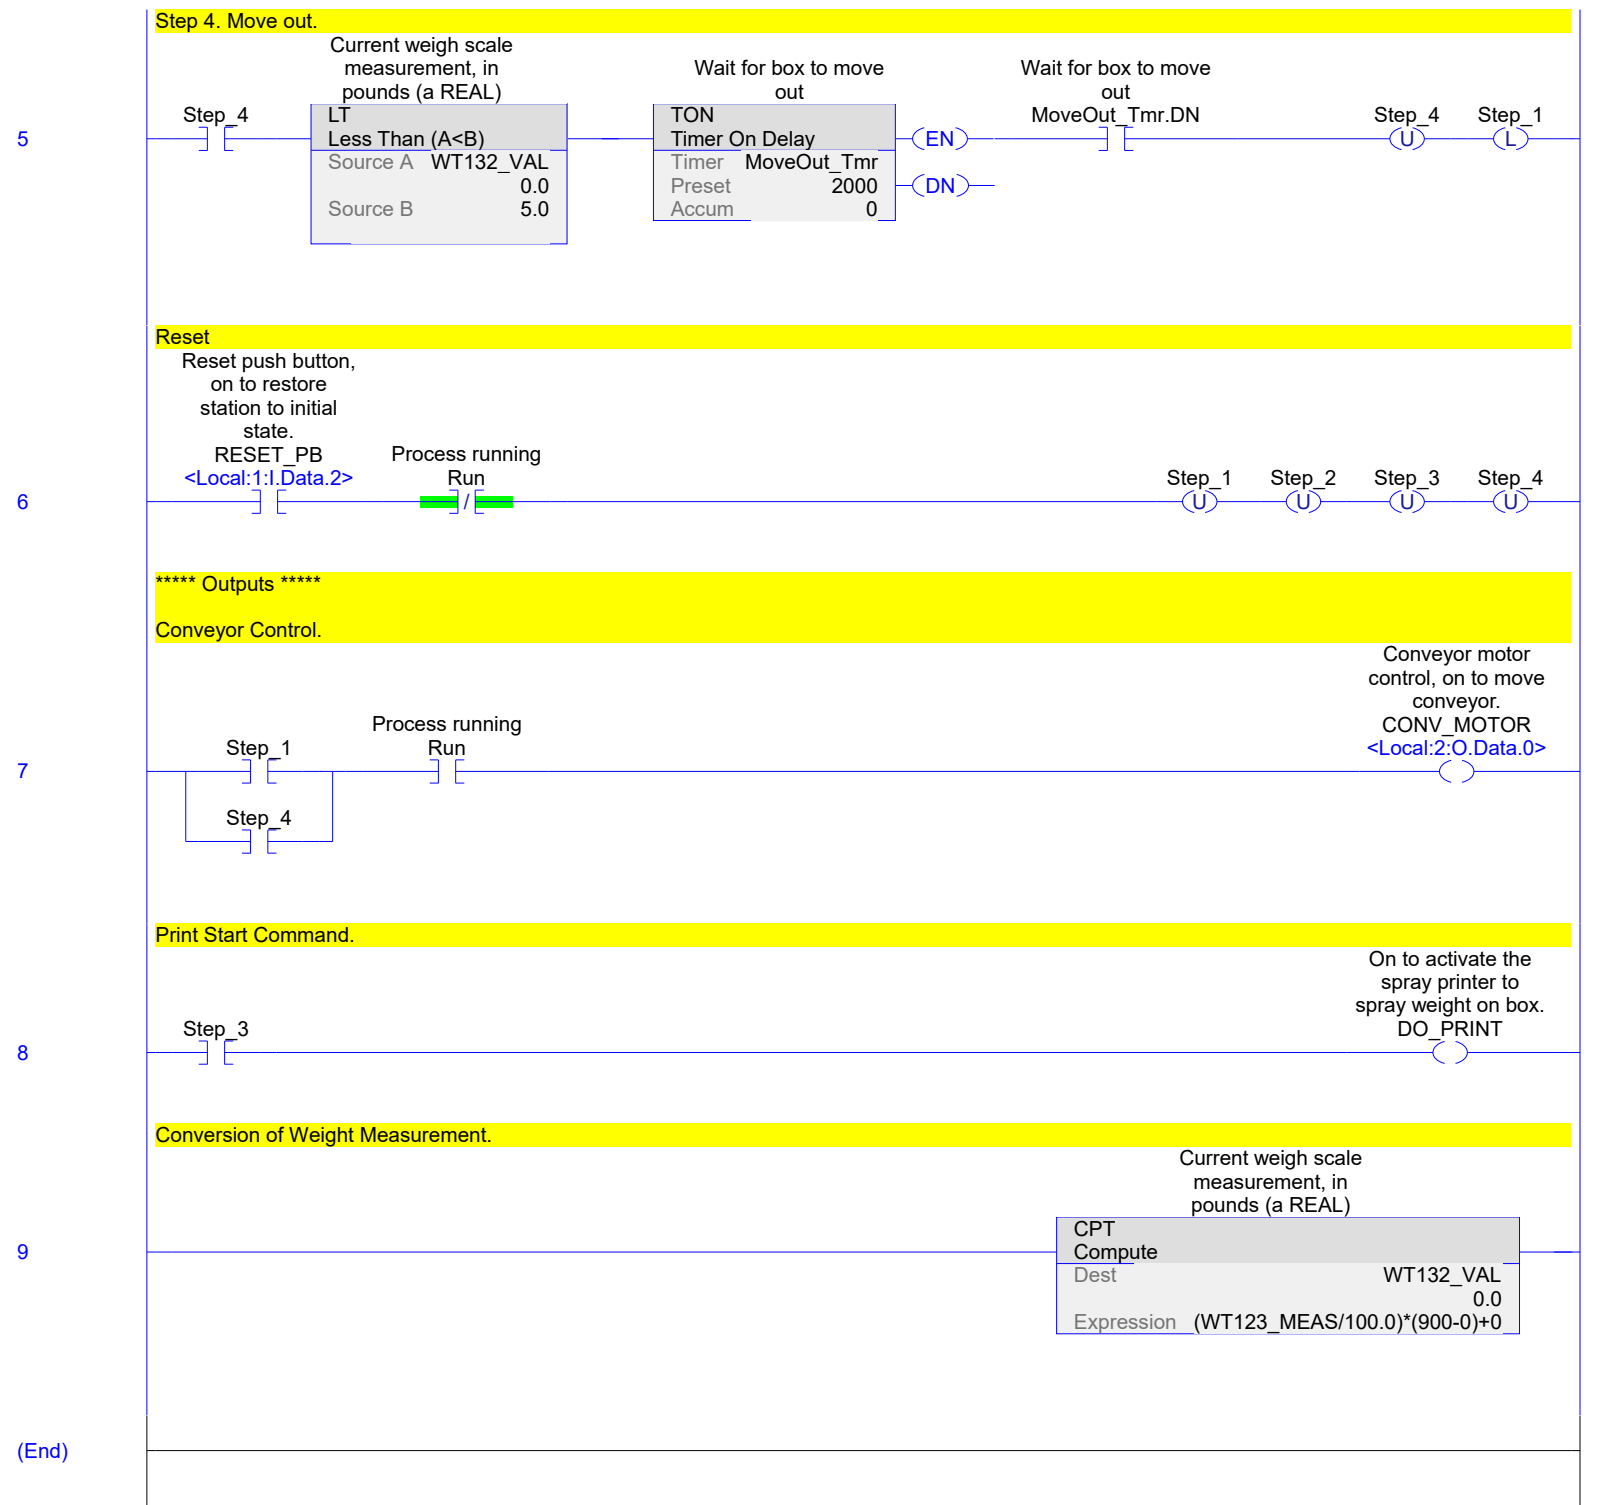 Step 4. Move out.
Current weigh scale
measurement, in
pounds (a REAL)
Wait for box to move
out
Wait for box to move
out
Step_4
LT
Less Than (A<B)
Source A WT132_VAL
0.0
Source B 5.0
TON
Timer On Delay
Timer MoveOut_Tmr
Preset 2000
Accum 0
EN
DN
MoveOut_Tmr.DN
Step_4
U
Step_1
L
5
Reset
Reset push button,
on to restore
station to initial
state.
RESET_PB
<Local:1:I.Data.2>
Process running
Run
/
Step_1
U
Step_2
U
Step_3
U
Step_4
U
6
***** Outputs *****
Conveyor Control.
Conveyor motor
control, on to move
conveyor.
CONV_MOTOR
<Local:2:O.Data.0>
Process running
Run
Step_1
7
Step_4
Print Start Command.
On to activate the
spray printer to
spray weight on box.
DO_PRINT
Step_3
8
Conversion of Weight Measurement.
Current weigh scale
measurement, in
pounds (a REAL)
CPT
Compute
Dest WT132_VAL
0.0
Expression (WT123_MEAS/100.0)*(900-0)+0
9
(End)